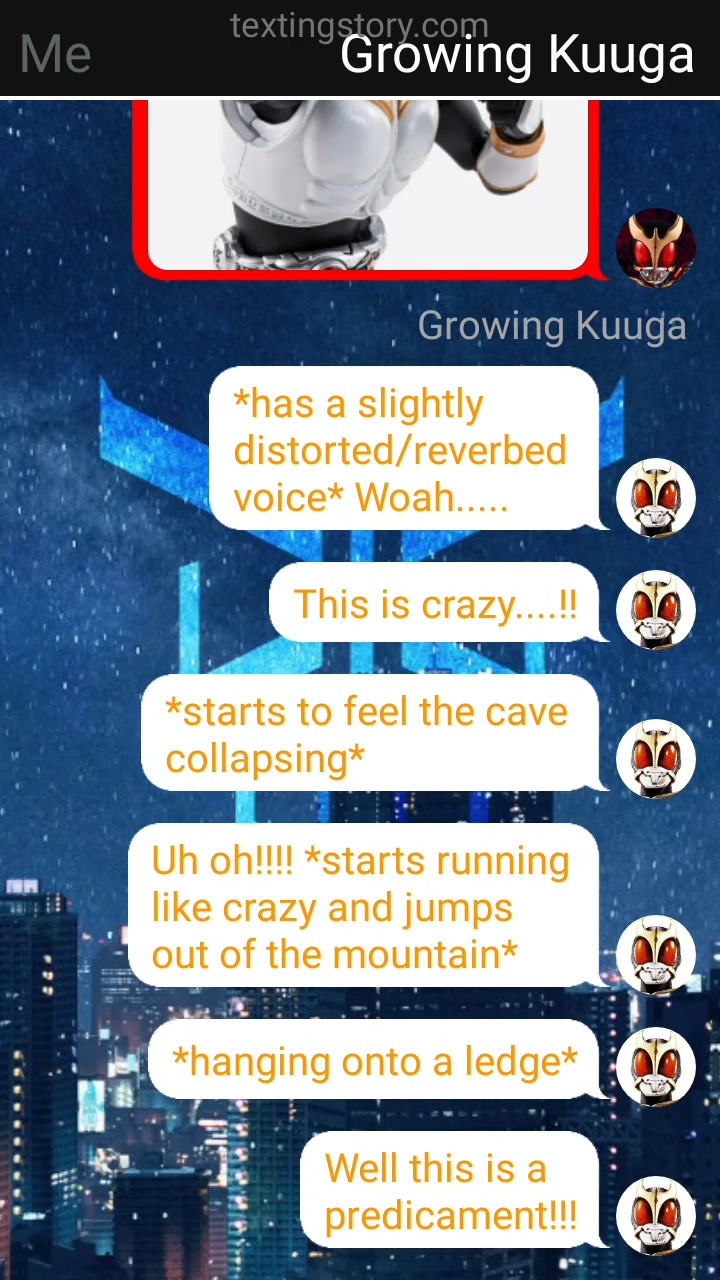 textingstory.com
Me
Growing Kuuga
Growing Kuuga
*has a slightly
distorted/reverbed
voice* Woah.....
This is crazy....!!
*starts to feel the cave
collapsing*
Uh oh!!!! *starts running
like crazy and jumps
out of the mountain*
*hanging onto a ledge*
Well this is a
predicament!!!